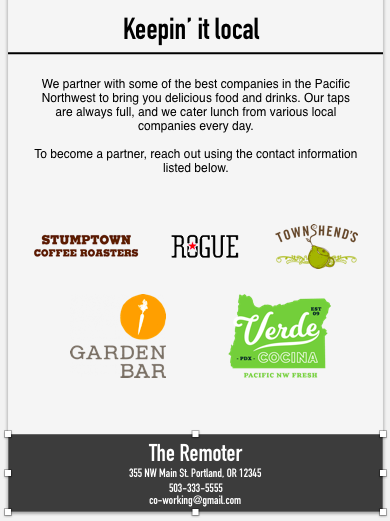 Keepin' it local
We partner with some of the best companies in the Pacific
Northwest to bring you delicious food and drinks. Our taps
are always full, and we cater lunch from various local
companies every day.
To become a partner, reach out using the contact information
listed below.
STUMPTOWN
COFFEE ROASTERS
ROGUE
TOWNSHEND'S
GARDEN
BAR
EST
09
Verde
PDX
COCINA
PACIFIC NW FRESH
The Remoter
355 NW Main St. Portland, OR 12345
503-333-5555
co-working@gmail.com